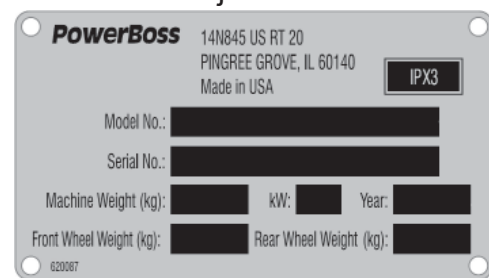 PowerBoss
14N845 US RT 20
PINGREE GROVE, IL 60140
Made in USA
IPX3
Model No.:
Serial No.:
Machine Weight (kg): kW: Year:
Front Wheel Weight (kg): Rear Wheel Weight (kg):
620087